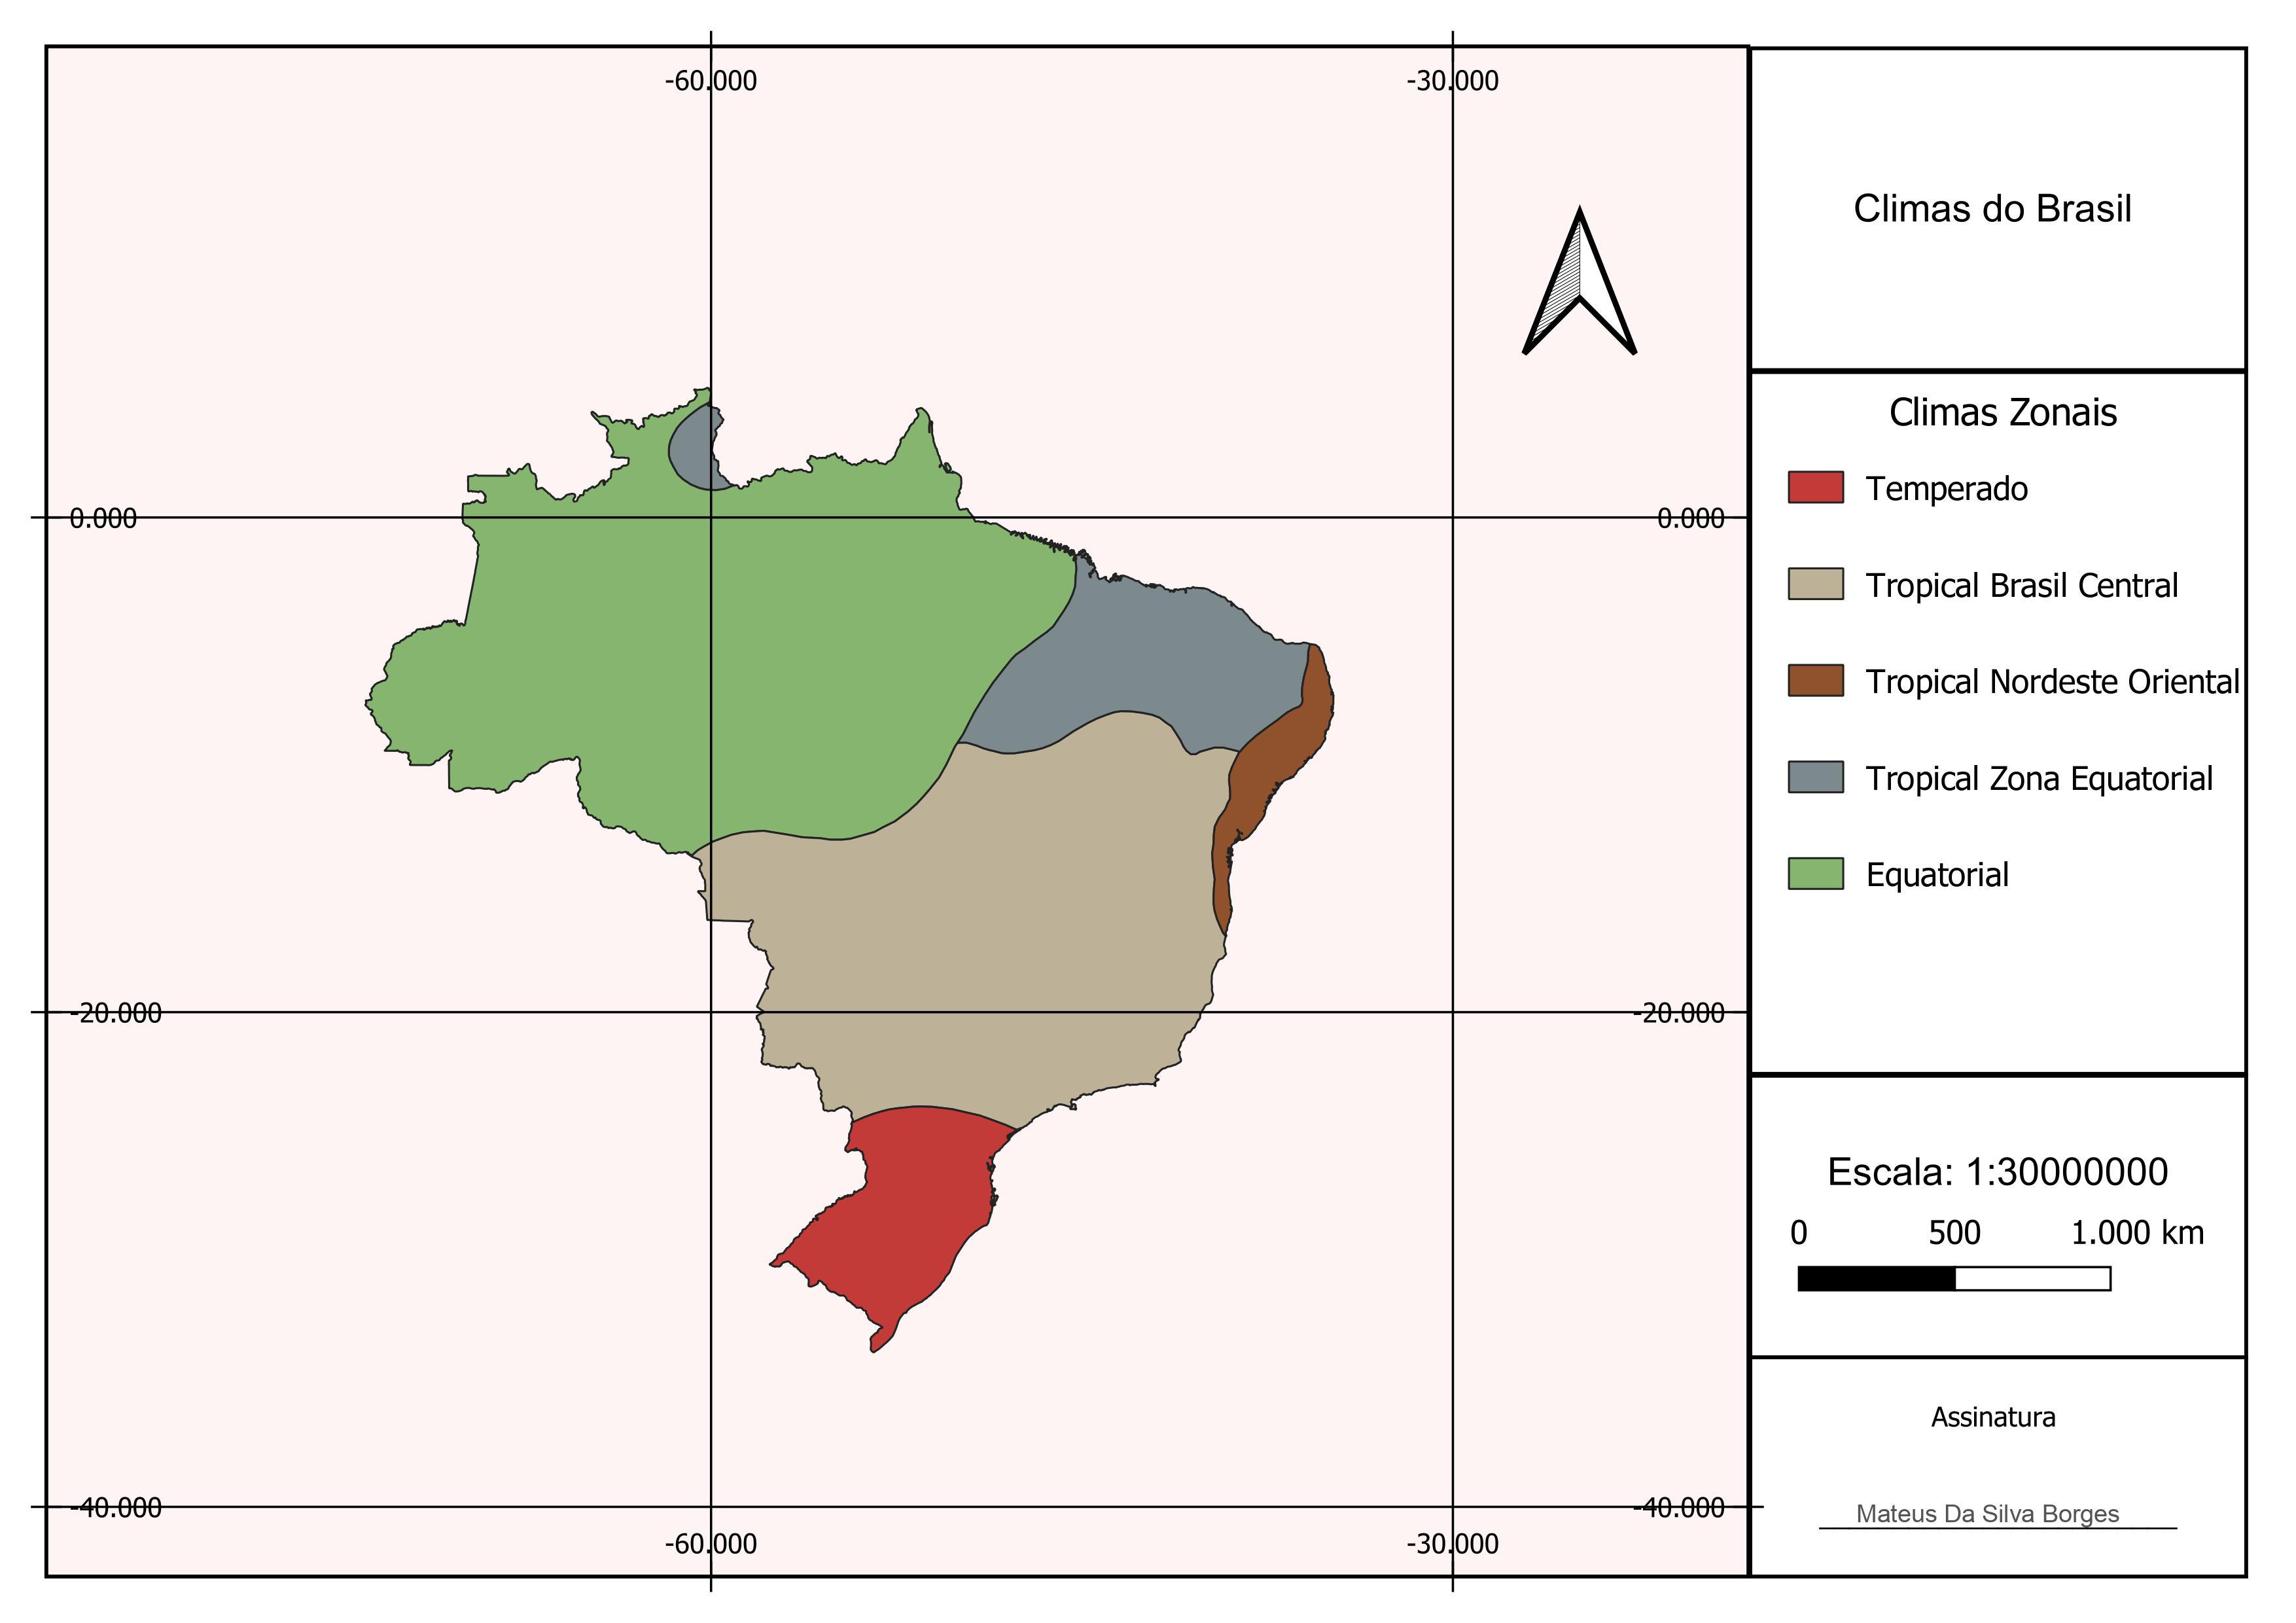 -60.000
-30.000
0.000
0.000
-20.000
-20.000
-40.000
-40.000
-60.000
-30.000
Climas do Brasil
Climas Zonais
Temperado
Tropical Brasil Central
Tropical Nordeste Oriental
Tropical Zona Equatorial
Equatorial
Escala: 1:30000000
0 500 1.000 km
Assinatura
Mateus Da Silva Borges